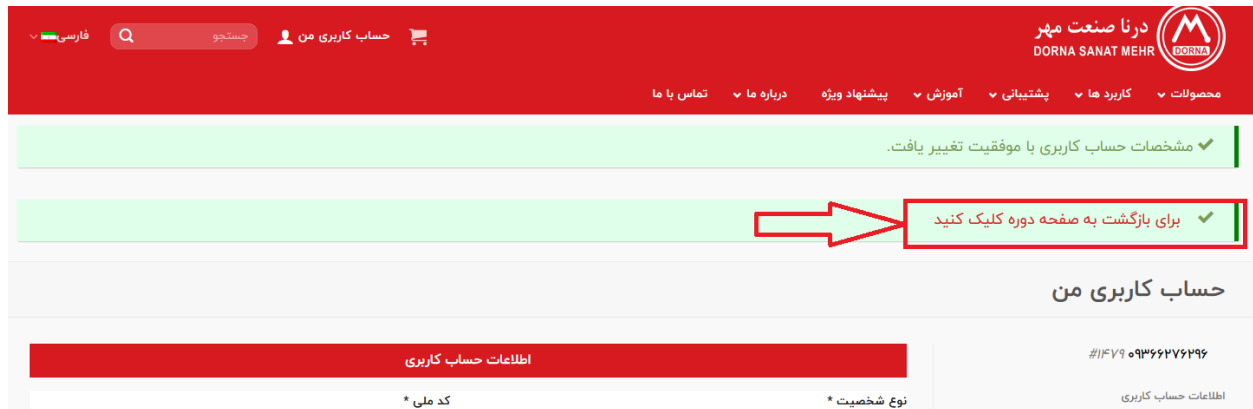 درنا صنعت مهر
DORNA SANAT MEHR
DORNA
حساب کاربری من
جستجو
فارسی
محصولات
کاربرد ها
پشتیبانی
آموزش
پیشنهاد ویژه
درباره ما
تماس با ما
مشخصات حساب کاربری با موفقیت تغییر یافت.
برای بازگشت به صفحه دوره کلیک کنید
حساب کاربری من
۰۹۳۶۶۲۷۶۲۹۶ #۱۴۷۹
اطلاعات حساب کاربری
اطلاعات حساب کاربری
نوع شخصیت *
کد ملی *